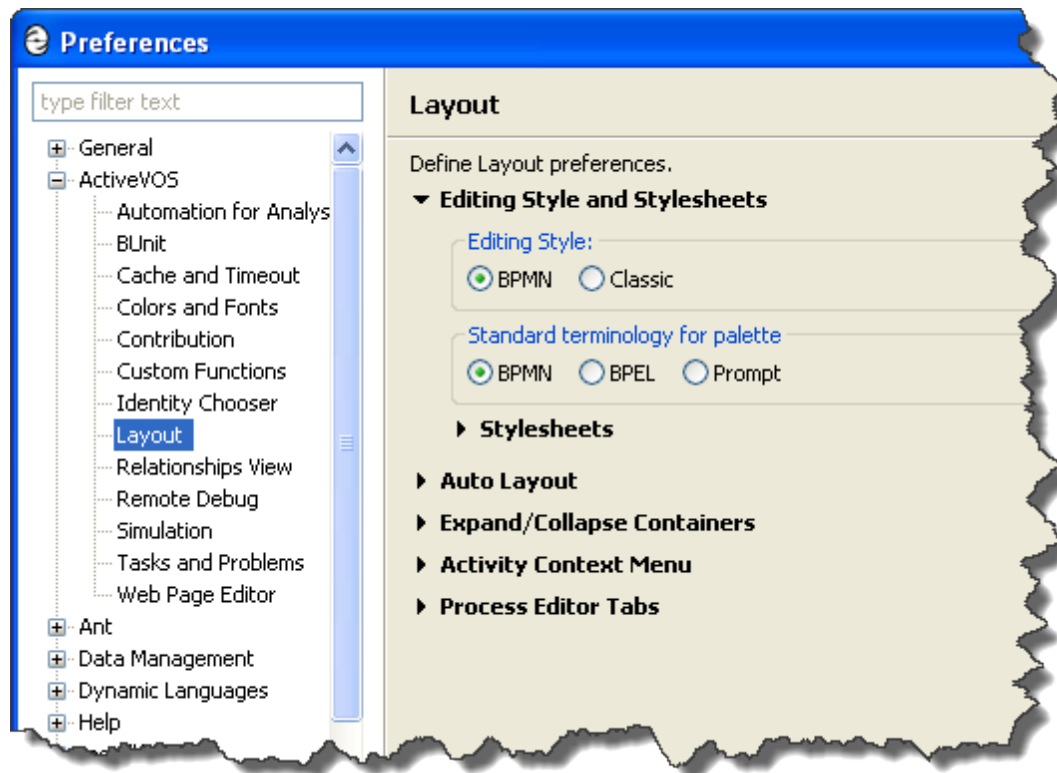 Preferences
type filter text
General
ActiveVOS
Automation for Analys
BUnit
Cache and Timeout
Colors and Fonts
Contribution
Custom Functions
Identity Chooser
Layout
Relationships View
Remote Debug
Simulation
Tasks and Problems
Web Page Editor
Ant
Data Management
Dynamic Languages
Help
Layout
Define Layout preferences.
Editing Style and Stylesheets
Editing Style:
BPMN Classic
Standard terminology for palette
BPMN BPEL Prompt
Stylesheets
Auto Layout
Expand/Collapse Containers
Activity Context Menu
Process Editor Tabs